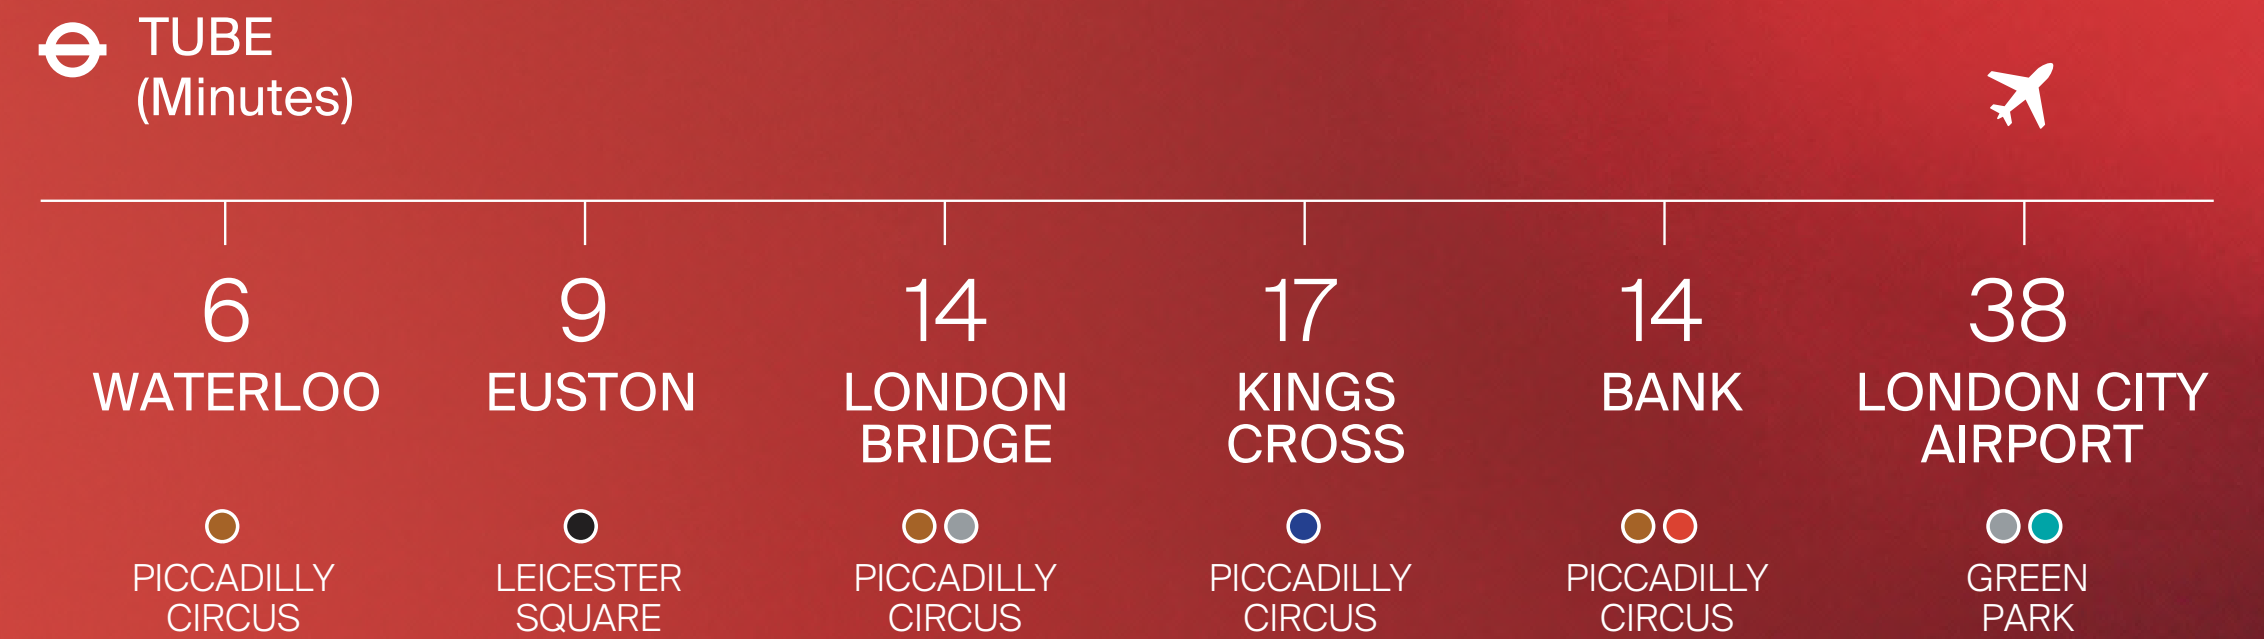 TUBE
(Minutes)
6
WATERLOO
PICCADILLY
CIRCUS
9
EUSTON
LEICESTER
SQUARE
14
LONDON
BRIDGE
PICCADILLY
CIRCUS
17
KINGS
CROSS
PICCADILLY
CIRCUS
14
BANK
PICCADILLY
CIRCUS
38
LONDON CITY
AIRPORT
GREEN
PARK